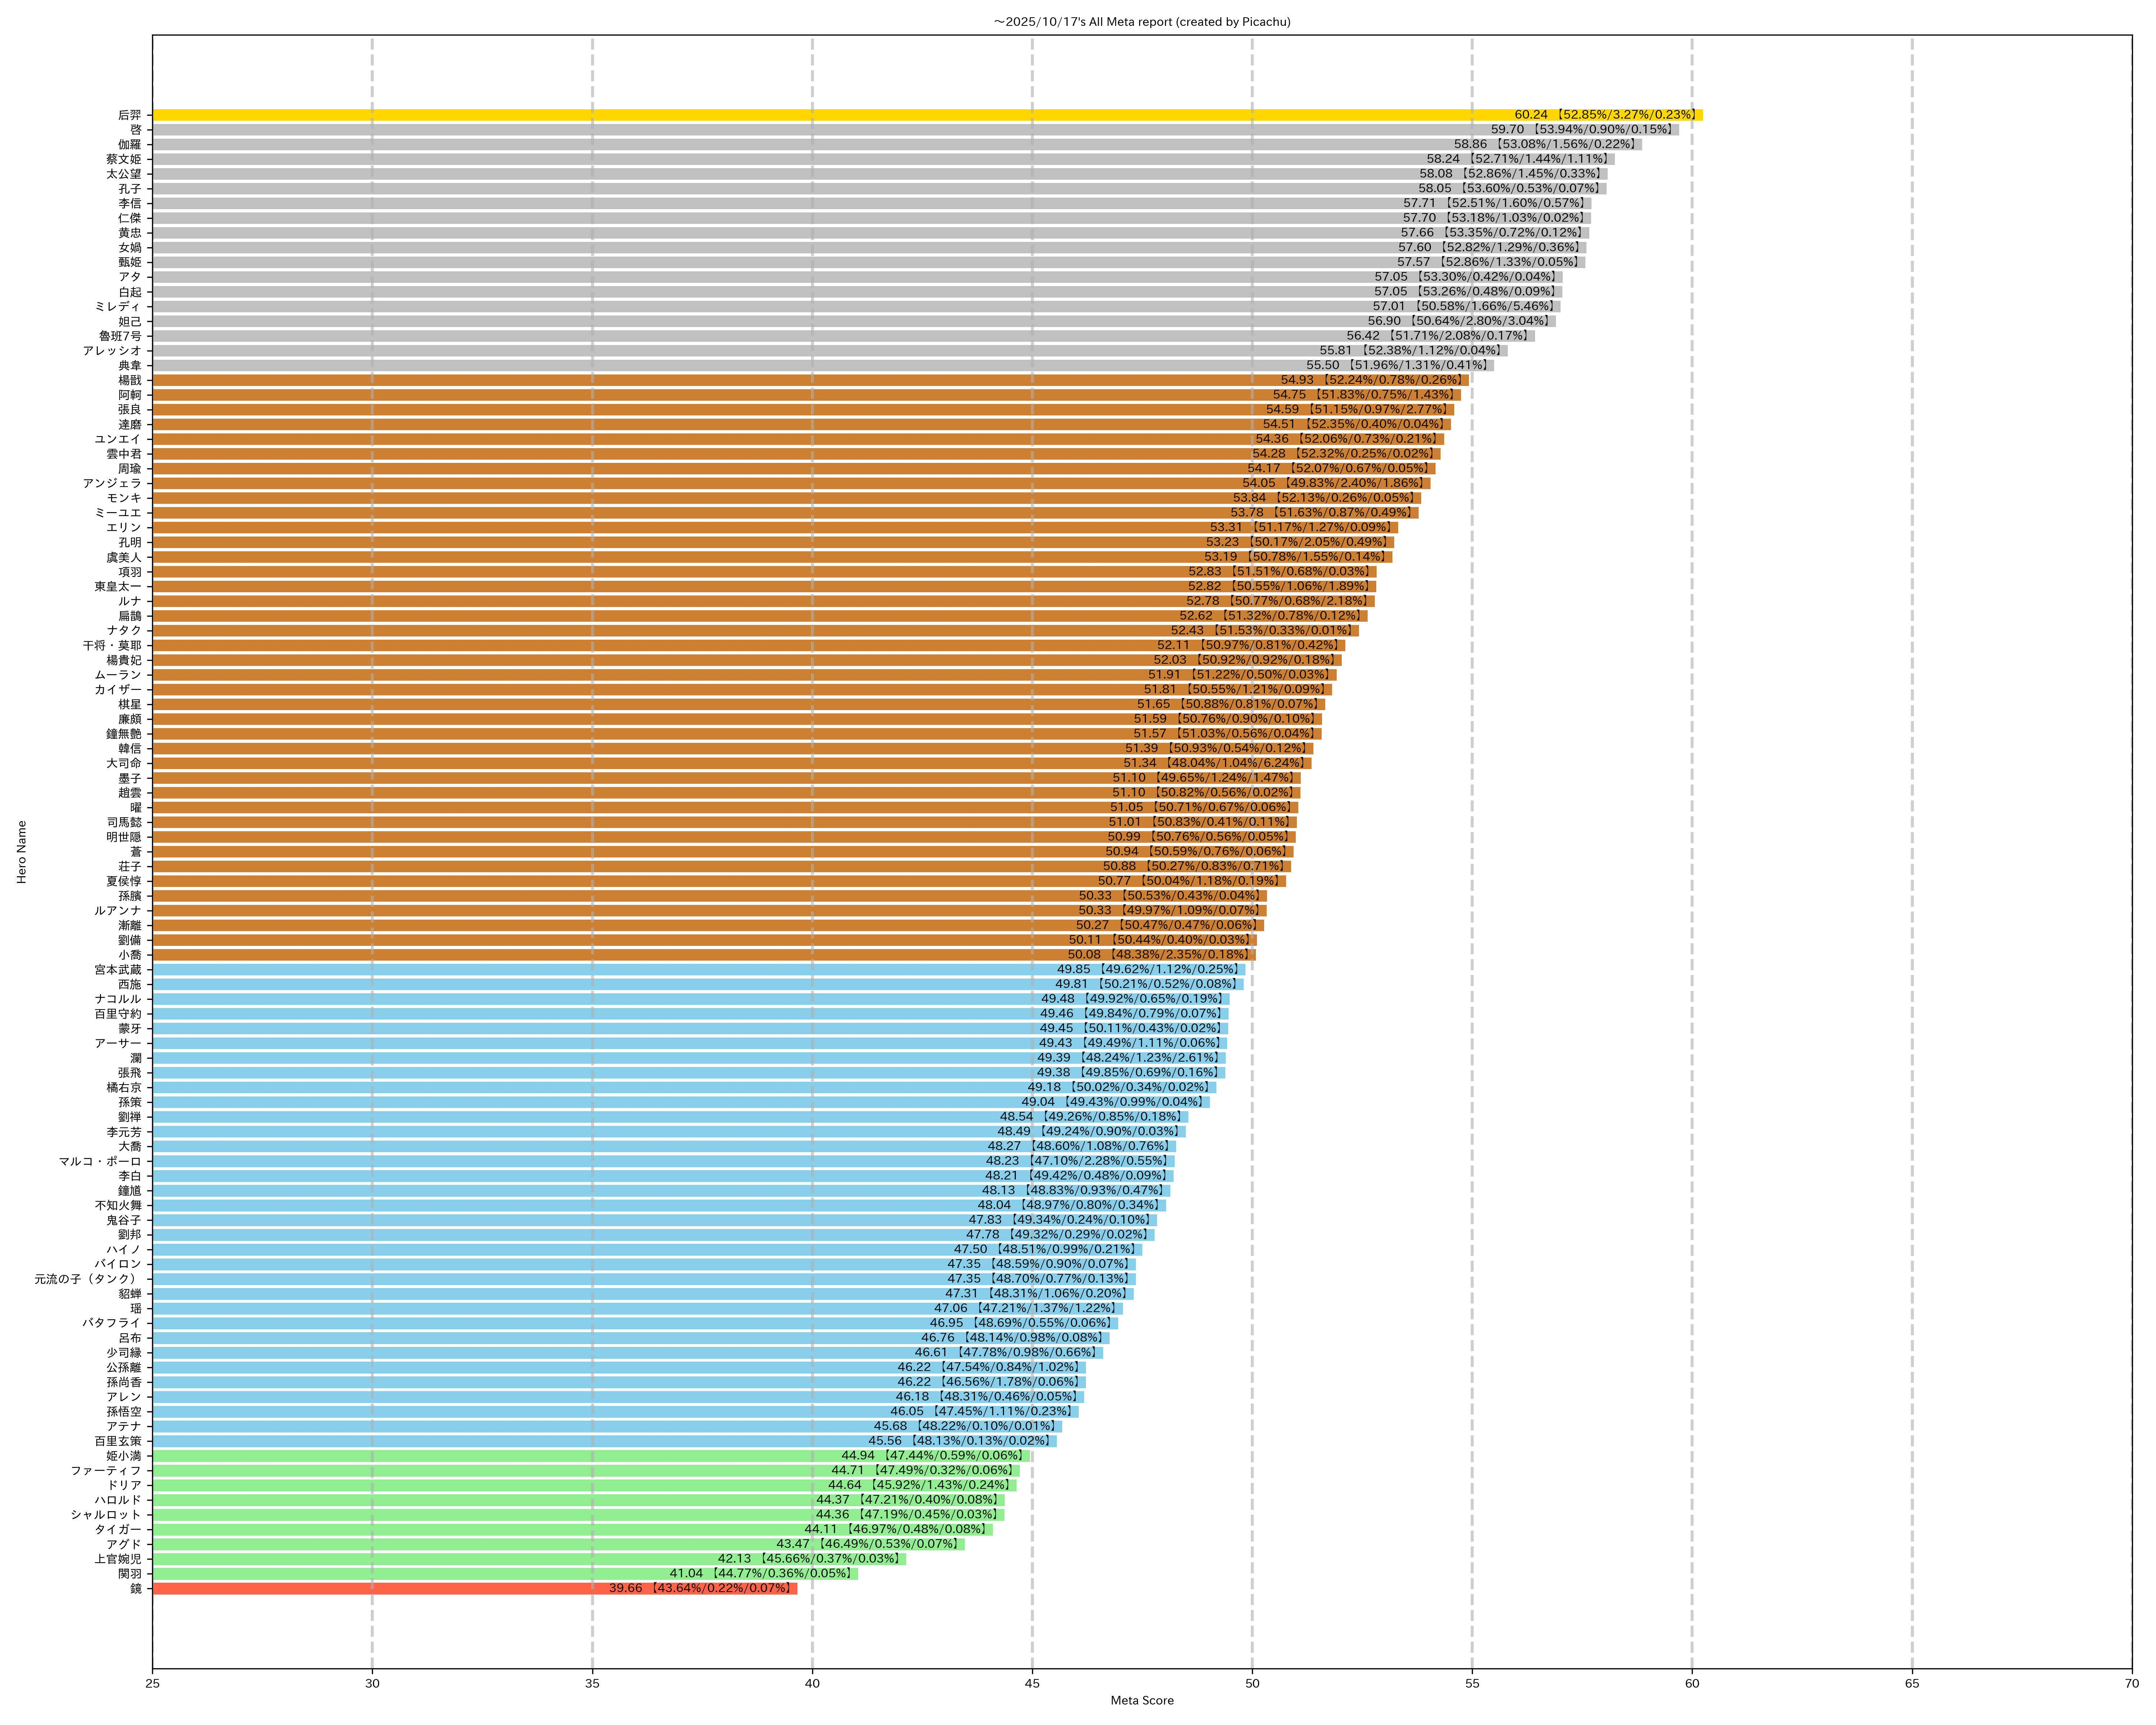 ～2025/10/17's All Meta report (created by Picachu)
Hero Name
后羿 60.24 【52.85%/3.27%/0.23%】
啓 59.70 【53.94%/0.90%/0.15%】
伽羅 58.86 【53.08%/1.56%/0.22%】
蔡文姫 58.24 【52.71%/1.44%/1.11%】
太公望 58.08 【52.86%/1.45%/0.33%】
孔子 58.05 【53.60%/0.53%/0.07%】
李信 57.71 【52.51%/1.60%/0.57%】
仁傑 57.70 【53.18%/1.03%/0.02%】
黄忠 57.66 【53.35%/0.72%/0.12%】
女媧 57.60 【52.82%/1.29%/0.36%】
甄姫 57.57 【52.86%/1.33%/0.05%】
アタ 57.05 【53.30%/0.42%/0.04%】
白起 57.05 【53.26%/0.48%/0.09%】
ミレディ 57.01 【50.58%/1.66%/5.46%】
妲己 56.90 【50.64%/2.80%/3.04%】
魯班7号 56.42 【51.71%/2.08%/0.17%】
アレッシオ 55.81 【52.38%/1.12%/0.04%】
典韋 55.50 【51.96%/1.31%/0.41%】
楊戩 54.93 【52.24%/0.78%/0.26%】
阿軻 54.75 【51.83%/0.75%/1.43%】
張良 54.59 【51.15%/0.97%/2.77%】
達磨 54.51 【52.35%/0.40%/0.04%】
ユンエイ 54.36 【52.06%/0.73%/0.21%】
雲中君 54.28 【52.32%/0.25%/0.02%】
周瑜 54.17 【52.07%/0.67%/0.05%】
アンジェラ 54.05 【49.83%/2.40%/1.86%】
モンキ 53.84 【52.13%/0.26%/0.05%】
ミーユエ 53.78 【51.63%/0.87%/0.49%】
エリン 53.31 【51.17%/1.27%/0.09%】
孔明 53.23 【50.17%/2.05%/0.49%】
虞美人 53.19 【50.78%/1.55%/0.14%】
項羽 52.83 【51.51%/0.68%/0.03%】
東皇太一 52.82 【50.55%/1.06%/1.89%】
ルナ 52.78 【50.77%/0.68%/2.18%】
扁鵲 52.62 【51.32%/0.78%/0.12%】
ナタク 52.43 【51.53%/0.33%/0.01%】
干将・莫耶 52.11 【50.97%/0.81%/0.42%】
楊貴妃 52.03 【50.92%/0.92%/0.18%】
ムーラン 51.91 【51.22%/0.50%/0.03%】
カイザー 51.81 【50.55%/1.21%/0.09%】
棋星 51.65 【50.88%/0.81%/0.07%】
廉頗 51.59 【50.76%/0.90%/0.10%】
鐘無艶 51.57 【51.03%/0.56%/0.04%】
韓信 51.39 【50.93%/0.54%/0.12%】
大司命 51.34 【48.04%/1.04%/6.24%】
墨子 51.10 【49.65%/1.24%/1.47%】
趙雲 51.10 【50.82%/0.56%/0.02%】
曜 51.05 【50.71%/0.67%/0.06%】
司馬懿 51.01 【50.83%/0.41%/0.11%】
明世隠 50.99 【50.76%/0.56%/0.05%】
蒼 50.94 【50.59%/0.76%/0.06%】
荘子 50.88 【50.27%/0.83%/0.71%】
夏侯惇 50.77 【50.04%/1.18%/0.19%】
孫臏 50.33 【50.53%/0.43%/0.04%】
ルアンナ 50.33 【49.97%/1.09%/0.07%】
漸離 50.27 【50.47%/0.47%/0.06%】
劉備 50.11 【50.44%/0.40%/0.03%】
小喬 50.08 【48.38%/2.35%/0.18%】
宮本武蔵 49.85 【49.62%/1.12%/0.25%】
西施 49.81 【50.21%/0.52%/0.08%】
ナコルル 49.48 【49.92%/0.65%/0.19%】
百里守約 49.46 【49.84%/0.79%/0.07%】
蒙牙 49.45 【50.11%/0.43%/0.02%】
アーサー 49.43 【49.49%/1.11%/0.06%】
瀾 49.39 【48.24%/1.23%/2.61%】
張飛 49.38 【49.85%/0.69%/0.16%】
橘右京 49.18 【50.02%/0.34%/0.02%】
孫策 49.04 【49.43%/0.99%/0.04%】
劉禅 48.54 【49.26%/0.85%/0.18%】
李元芳 48.49 【49.24%/0.90%/0.03%】
大喬 48.27 【48.60%/1.08%/0.76%】
マルコ・ポーロ 48.23 【47.10%/2.28%/0.55%】
李白 48.21 【49.42%/0.48%/0.09%】
鐘馗 48.13 【48.83%/0.93%/0.47%】
不知火舞 48.04 【48.97%/0.80%/0.34%】
鬼谷子 47.83 【49.34%/0.24%/0.10%】
劉邦 47.78 【49.32%/0.29%/0.02%】
ハイノ 47.50 【48.51%/0.99%/0.21%】
バイロン 47.35 【48.59%/0.90%/0.07%】
元流の子（タンク） 47.35 【48.70%/0.77%/0.13%】
貂蝉 47.31 【48.31%/1.06%/0.20%】
瑶 47.06 【47.21%/1.37%/1.22%】
バタフライ 46.95 【48.69%/0.55%/0.06%】
呂布 46.76 【48.14%/0.98%/0.08%】
少司縁 46.61 【47.78%/0.98%/0.66%】
公孫離 46.22 【47.54%/0.84%/1.02%】
孫尚香 46.22 【46.56%/1.78%/0.06%】
アレン 46.18 【48.31%/0.46%/0.05%】
孫悟空 46.05 【47.45%/1.11%/0.23%】
アテナ 45.68 【48.22%/0.10%/0.01%】
百里玄策 45.56 【48.13%/0.13%/0.02%】
姫小満 44.94 【47.44%/0.59%/0.06%】
ファーティフ 44.71 【47.49%/0.32%/0.06%】
ドリア 44.64 【45.92%/1.43%/0.24%】
ハロルド 44.37 【47.21%/0.40%/0.08%】
シャルロット 44.36 【47.19%/0.45%/0.03%】
タイガー 44.11 【46.97%/0.48%/0.08%】
アグド 43.47 【46.49%/0.53%/0.07%】
上官婉児 42.13 【45.66%/0.37%/0.03%】
関羽 41.04 【44.77%/0.36%/0.05%】
鏡 39.66 【43.64%/0.22%/0.07%】
25 30 35 40 45 50 55 60 65 70
Meta Score